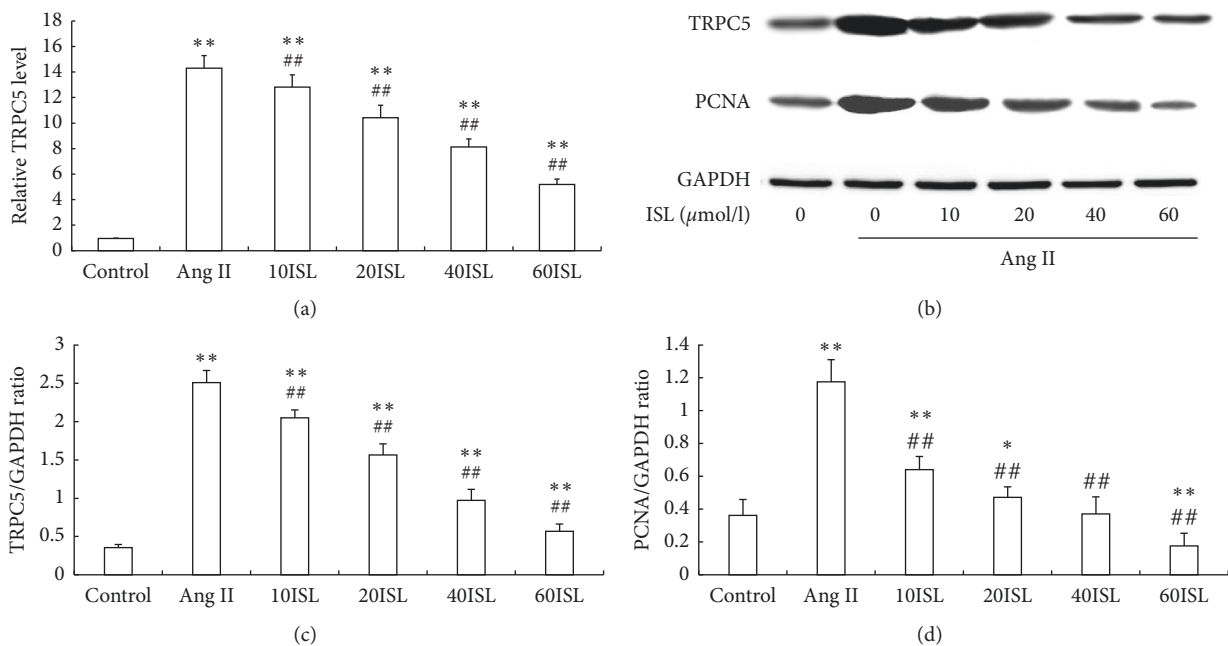 Relative TRPC5 level
18
16
14
12
10
8
6
4
2
0
** ** ** ** **
## ## ## ##
Control Ang II 10ISL 20ISL 40ISL 60ISL
(a)
TRPC5
PCNA
GAPDH
ISL (μmol/l) 0 0 10 20 40 60
Ang II
(b)
TRPC5/GAPDH ratio
3
2.5
2
1.5
1
0.5
0
** ** ** ** **
## ## ## ##
Control Ang II 10ISL 20ISL 40ISL 60ISL
(c)
PCNA/GAPDH ratio
1.4
1.2
1
0.8
0.6
0.4
0.2
0
** ** * **
## ## ## ##
Control Ang II 10ISL 20ISL 40ISL 60ISL
(d)